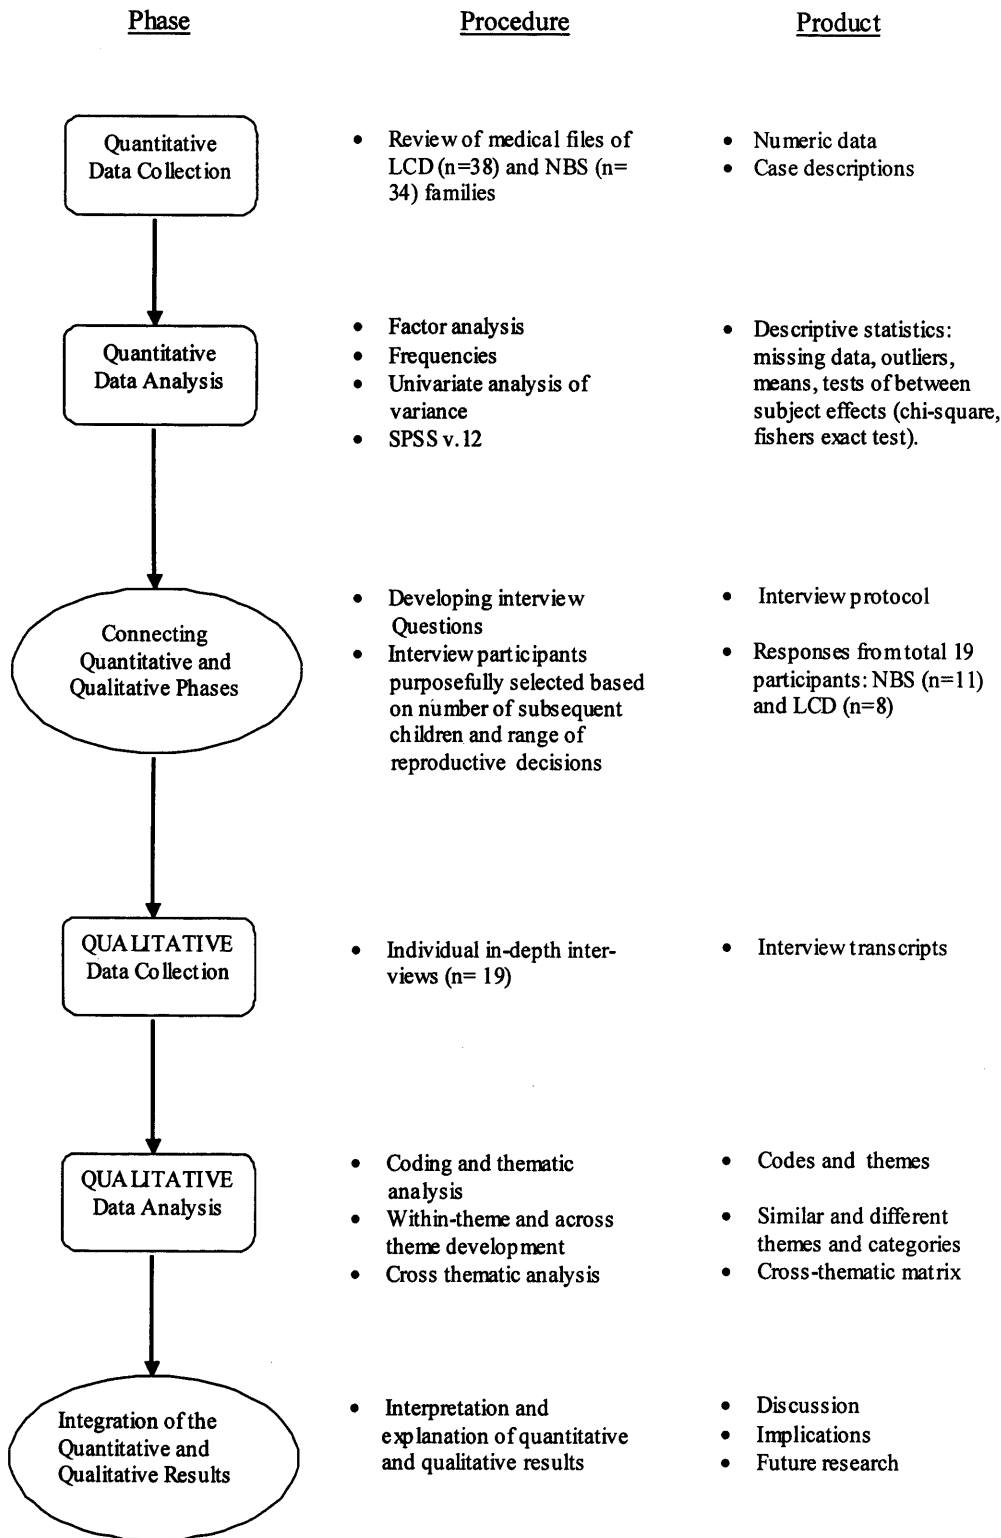 Phase Procedure Product
Quantitative
Data Collection
• Review of medical files of
LCD (n=38) and NBS (n=
34) families
• Numeric data
• Case descriptions
Quantitative
Data Analysis
• Factor analysis
• Frequencies
• Univariate analysis of
variance
• SPSS v.12
• Descriptive statistics:
missing data, outliers,
means, tests of between
subject effects (chi-square,
fishers exact test).
Connecting
Quantitative and
Qualitative Phases
• Developing interview
Questions
• Interview participants
purposefully selected based
on number of subsequent
children and range of
reproductive decisions
• Interview protocol
• Responses from total 19
participants: NBS (n=11)
and LCD (n=8)
QUALITATIVE
Data Collection
• Individual in-depth inter-
views (n= 19)
• Interview transcripts
QUALITATIVE
Data Analysis
• Coding and thematic
analysis
• Within-theme and across
theme development
• Cross thematic analysis
• Codes and themes
• Similar and different
themes and categories
• Cross-thematic matrix
Integration of the
Quantitative and
Qualitative Results
• Interpretation and
explanation of quantitative
and qualitative results
• Discussion
• Implications
• Future research